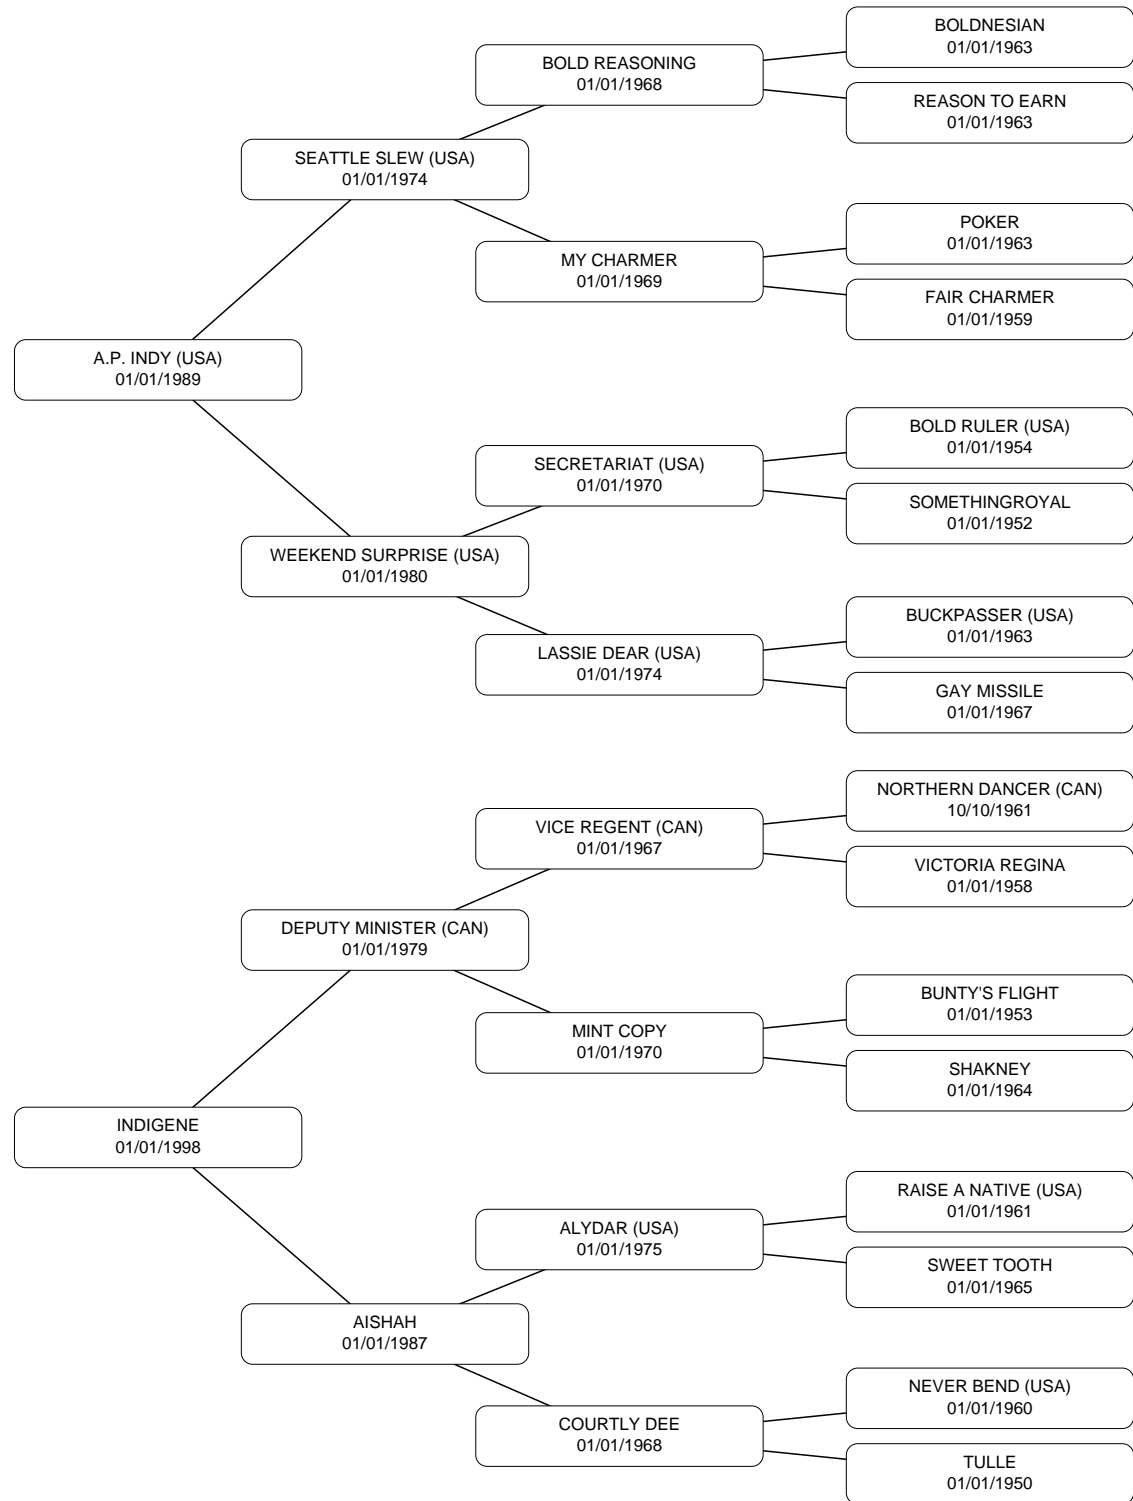 BOLDNESIAN
01/01/1963
BOLD REASONING
01/01/1968
REASON TO EARN
01/01/1963
SEATTLE SLEW (USA)
01/01/1974
POKER
01/01/1963
MY CHARMER
01/01/1969
FAIR CHARMER
01/01/1959
A.P. INDY (USA)
01/01/1989
BOLD RULER (USA)
01/01/1954
SECRETARIAT (USA)
01/01/1970
SOMETHINGROYAL
01/01/1952
WEEKEND SURPRISE (USA)
01/01/1980
BUCKPASSER (USA)
01/01/1963
LASSIE DEAR (USA)
01/01/1974
GAY MISSILE
01/01/1967
NORTHERN DANCER (CAN)
10/10/1961
VICE REGENT (CAN)
01/01/1967
VICTORIA REGINA
01/01/1958
DEPUTY MINISTER (CAN)
01/01/1979
BUNTY'S FLIGHT
01/01/1953
MINT COPY
01/01/1970
SHAKNEY
01/01/1964
INDIGENE
01/01/1998
RAISE A NATIVE (USA)
01/01/1961
ALYDAR (USA)
01/01/1975
SWEET TOOTH
01/01/1965
AISHAH
01/01/1987
NEVER BEND (USA)
01/01/1960
COURTLY DEE
01/01/1968
TULLE
01/01/1950